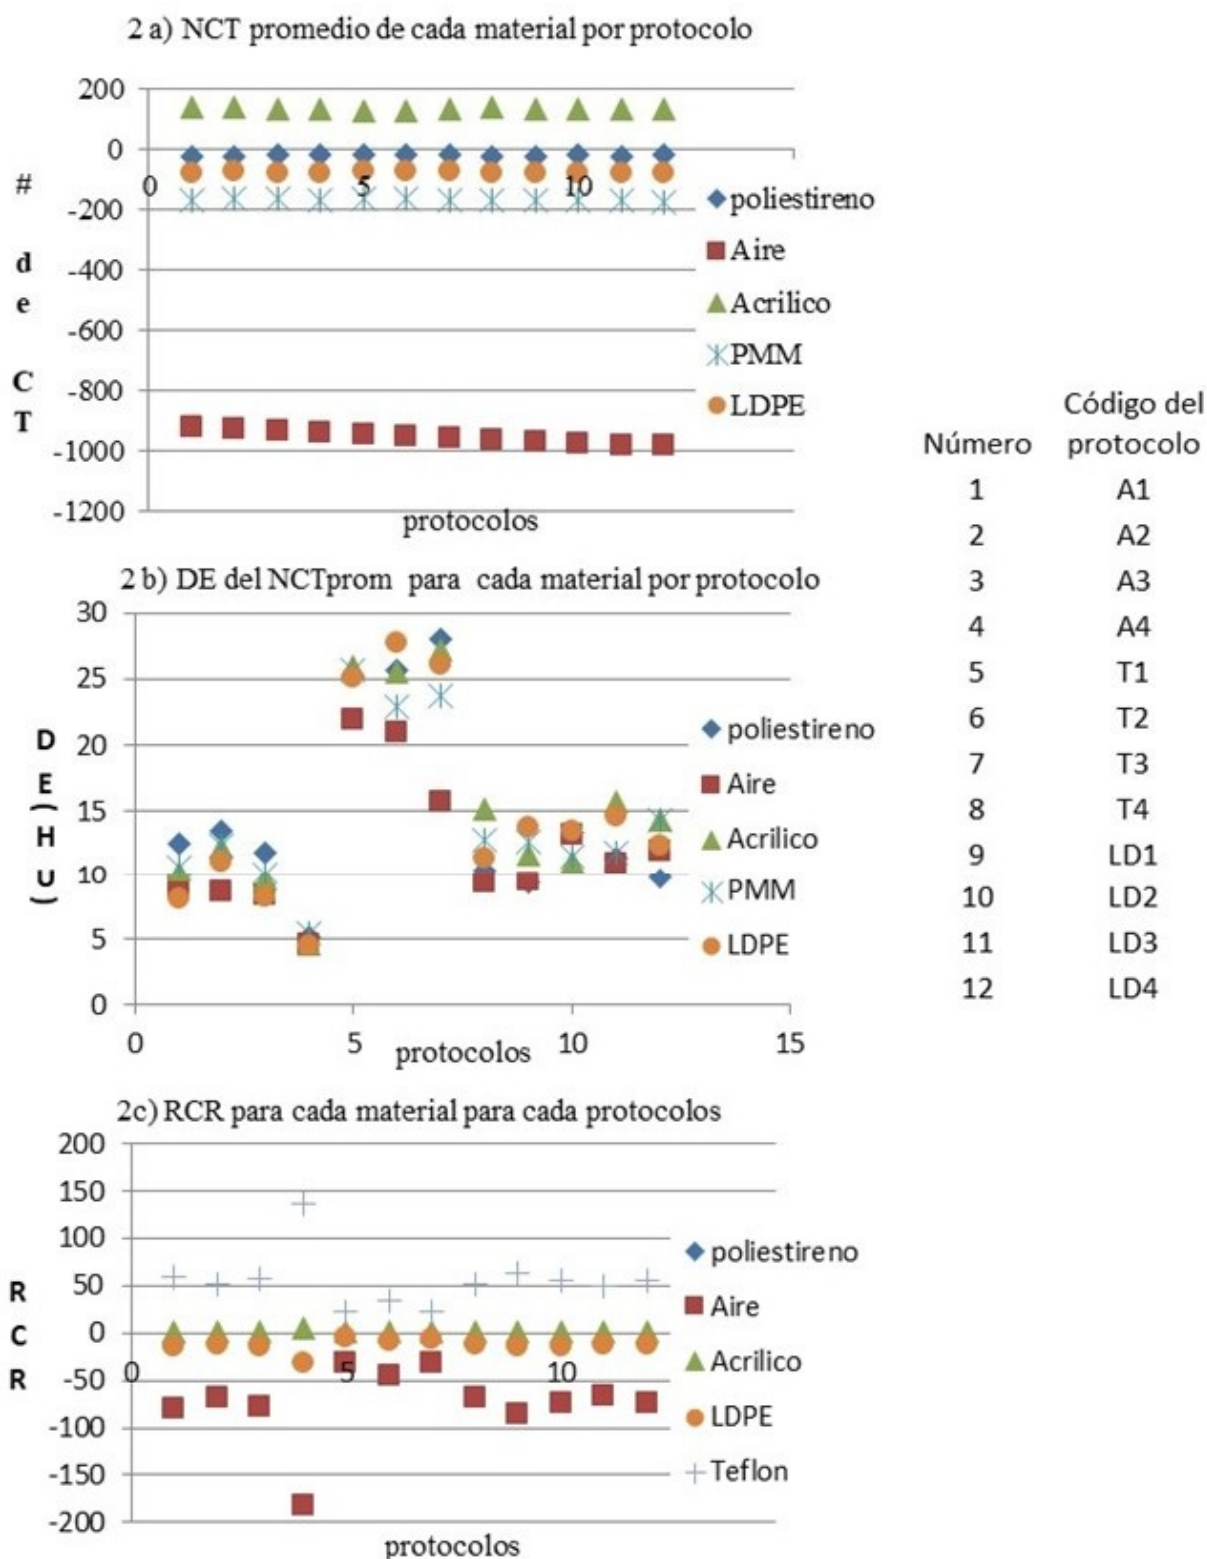 2 a) NCT promedio de cada material por protocolo
200
0
-200
-400
-600
-800
-1000
-1200
# de CT
0 5 10
protocolos
poliestireno
Aire
Acrilico
PMM
LDPE
2 b) DE del NCTprom para cada material por protocolo
30
25
20
15
10
5
0
DE(HU)
0 5 10 15
protocolos
poliestireno
Aire
Acrilico
PMM
LDPE
2c) RCR para cada material para cada protocolos
200
150
100
50
0
-50
-100
-150
-200
RCR
0 5 10
protocolos
poliestireno
Aire
Acrilico
LDPE
Teflon
Código del
Número protocolo
1 A1
2 A2
3 A3
4 A4
5 T1
6 T2
7 T3
8 T4
9 LD1
10 LD2
11 LD3
12 LD4